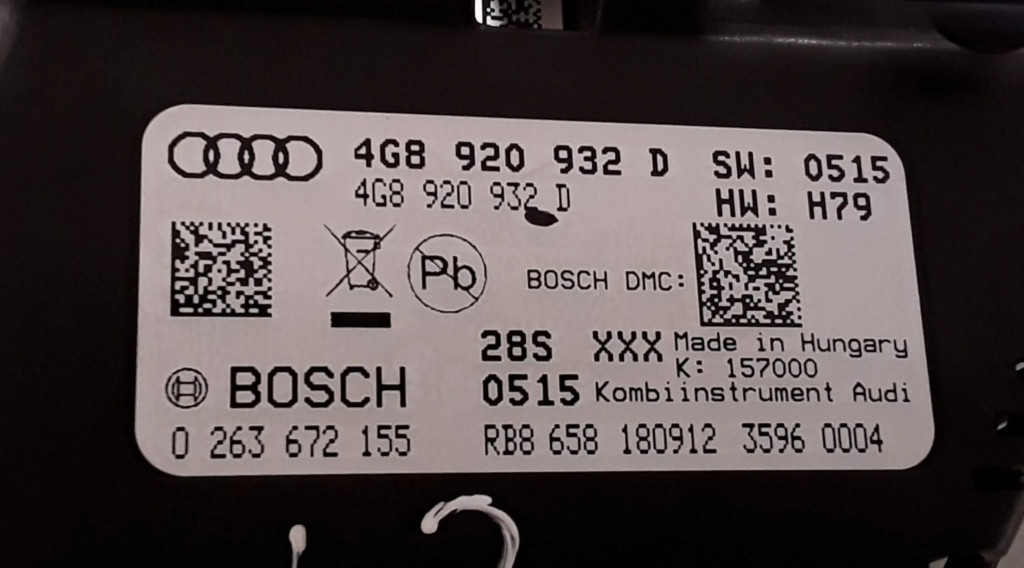 4G8 920 932 D SW: 0515
4G8 920 932 D HW: H79
Pb
BOSCH DMC:
28S XXX Made in Hungary
K: 157000
BOSCH 0515 Kombiinstrument Audi
0 263 672 155 RB8 658 180912 3596 0004